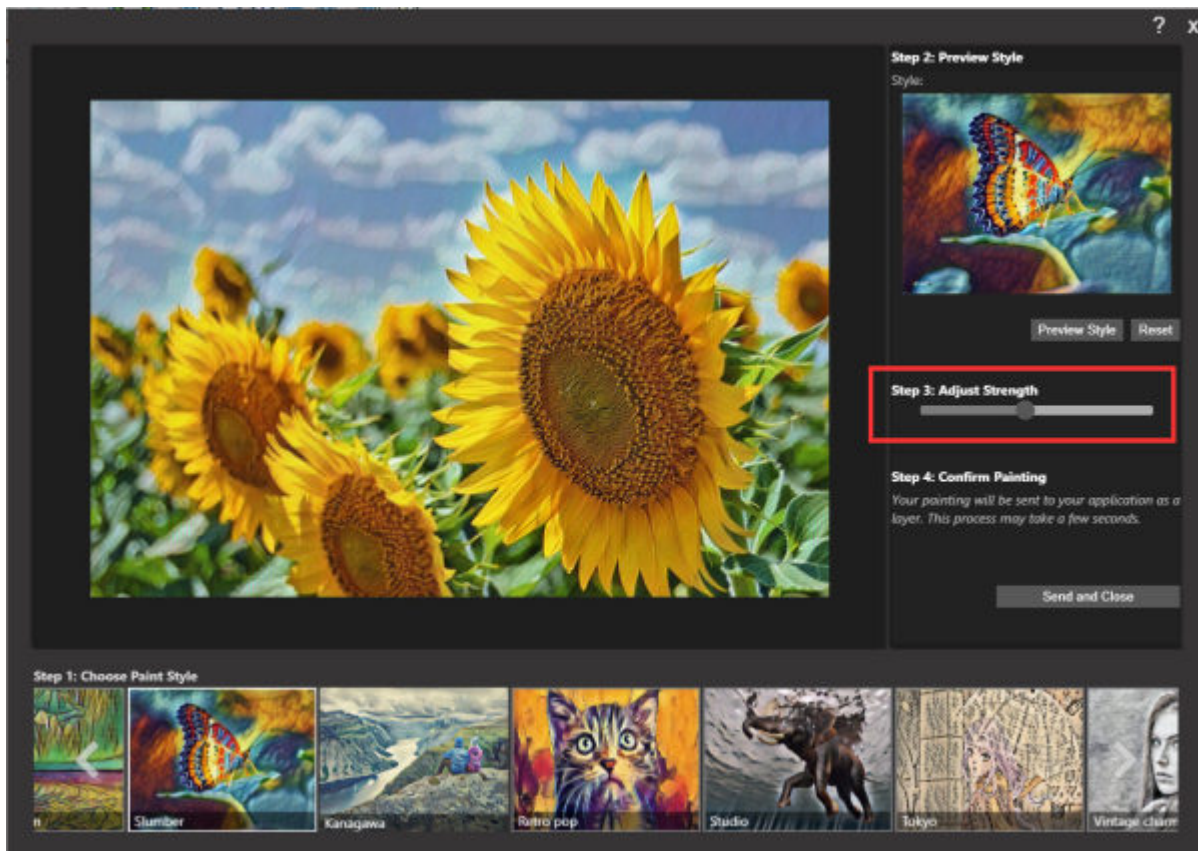 ? x
Step 2: Preview Style
Style:
Preview Style Reset
Step 3: Adjust Strength
Step 4: Confirm Painting
Your painting will be sent to your application as a
layer. This process may take a few seconds.
Send and Close
Step 1: Choose Paint Style
n Slumber Kanagawa Retro pop Studio Tokyo Vintage charm